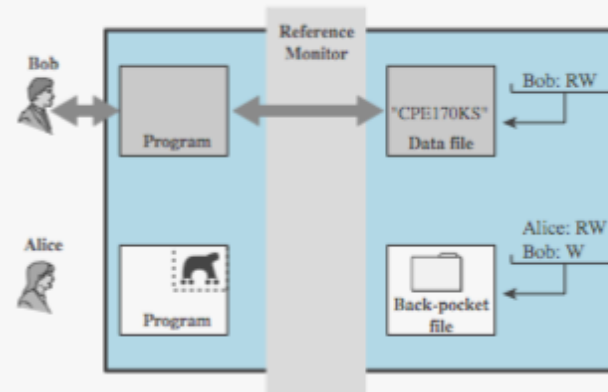 Reference
Monitor
Bob
Program
"CPE170KS"
Data file
Bob: RW
Alice
Program
Back-pocket
file
Alice: RW
Bob: W